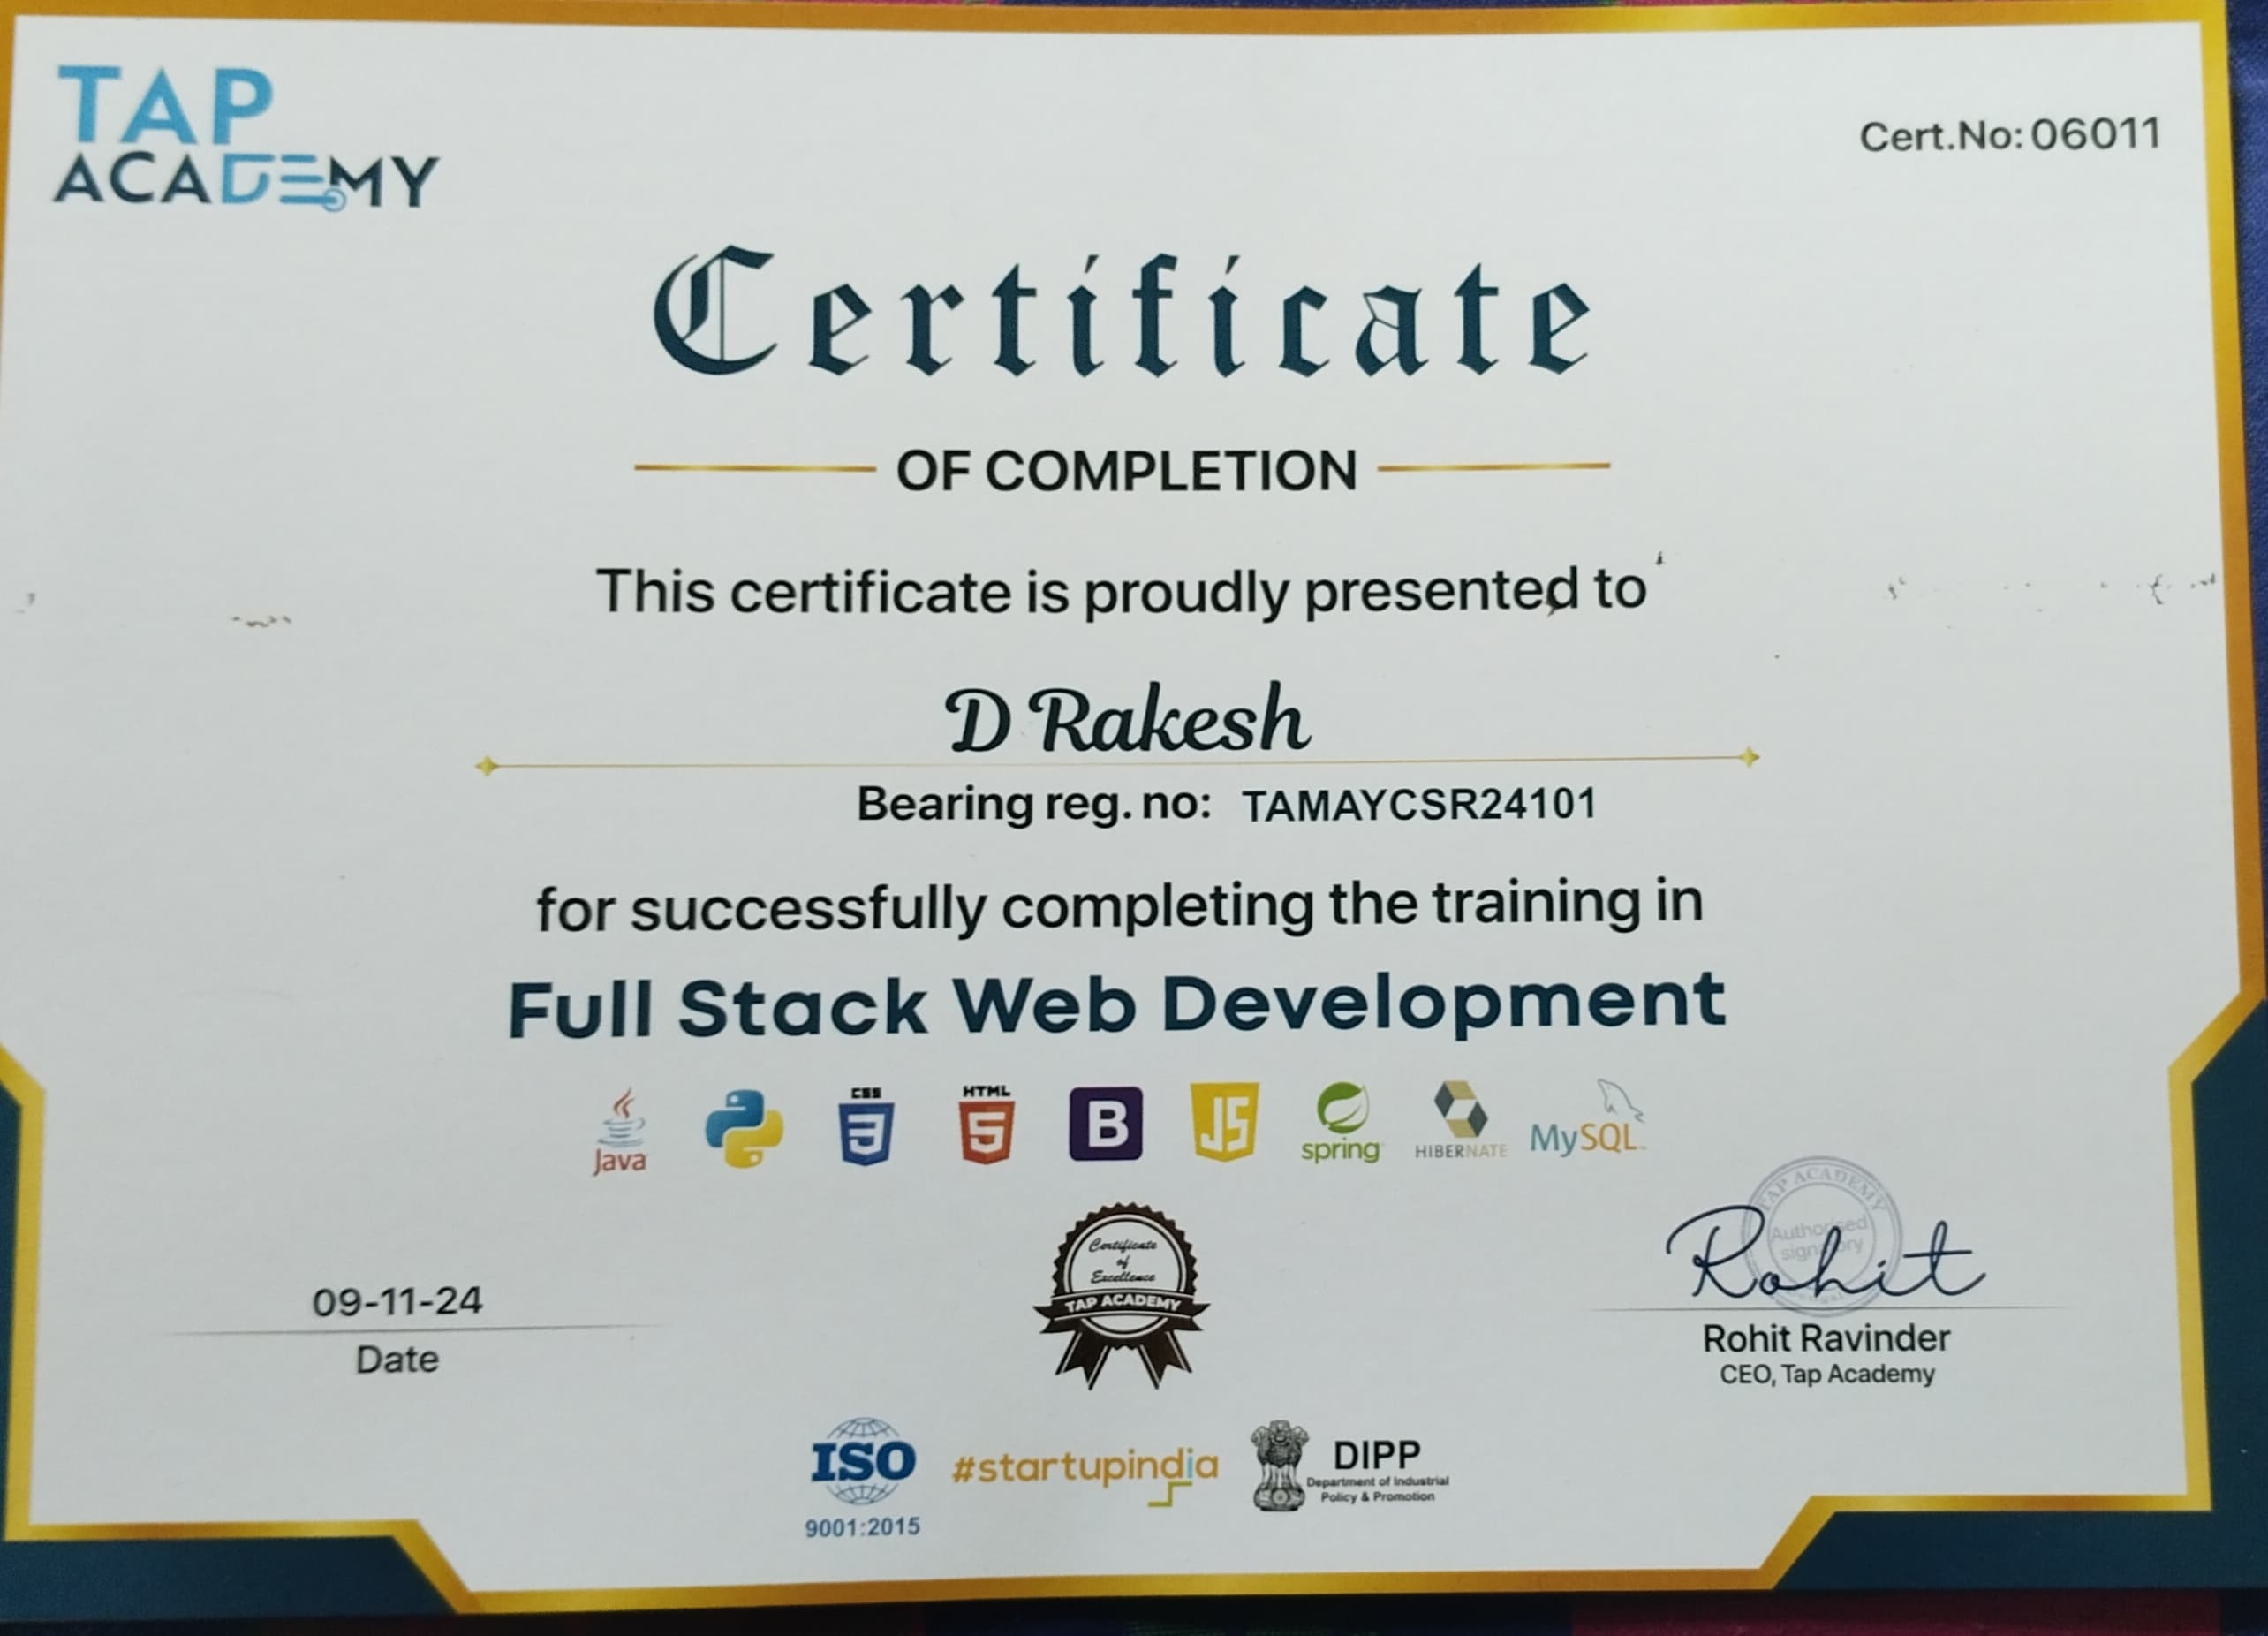 TAP
ACADEMY
Cert.No: 06011
Certificate
OF COMPLETION
This certificate is proudly presented to
D Rakesh
Bearing reg. no: TAMAYCSR24101
for successfully completing the training in
Full Stack Web Development
Java
CSS
3
HTML
5
B
JS
spring
HIBERNATE
MySQL
TAP ACADEMY
Authorised
signatory
Rohit
Certificate
of
Excellence
TAP ACADEMY
09-11-24
Date
Rohit Ravinder
CEO, Tap Academy
ISO
9001:2015
#startupindia
DIPP
Department of Industrial
Policy & Promotion